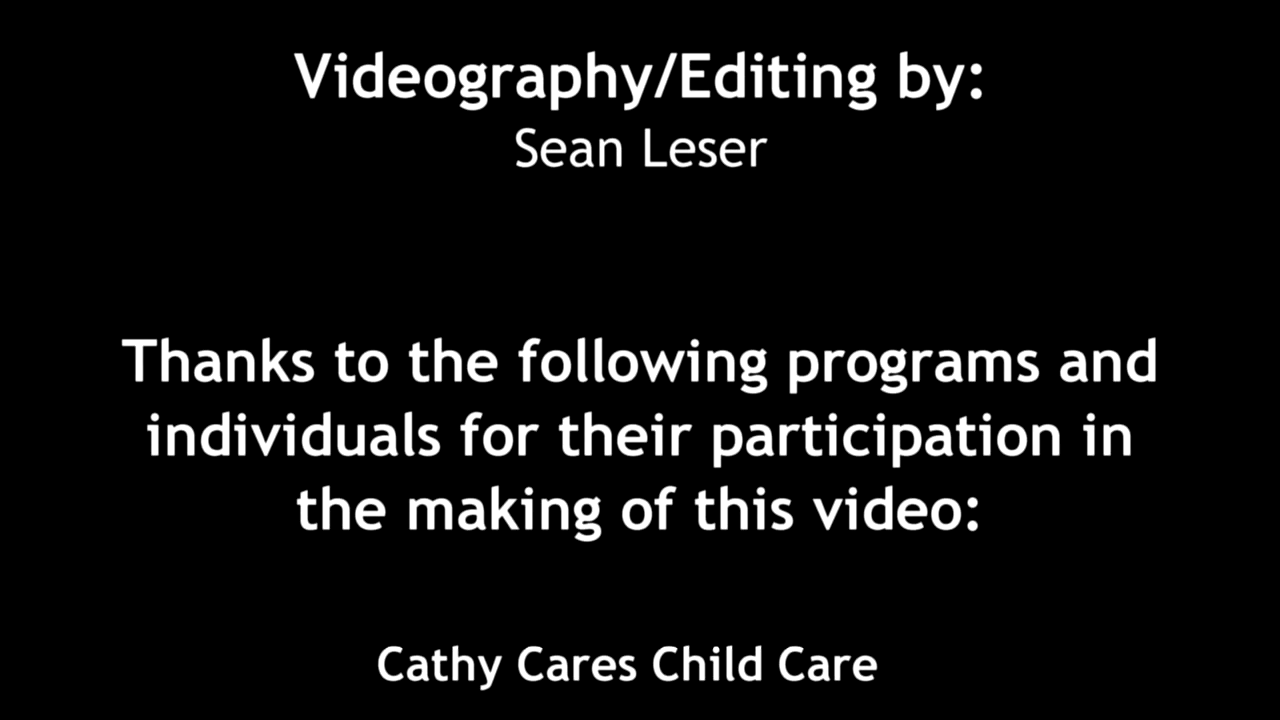 Videography/Editing by:
Sean Leser
Thanks to the following programs and
individuals for their participation in
the making of this video:
Cathy Cares Child Care